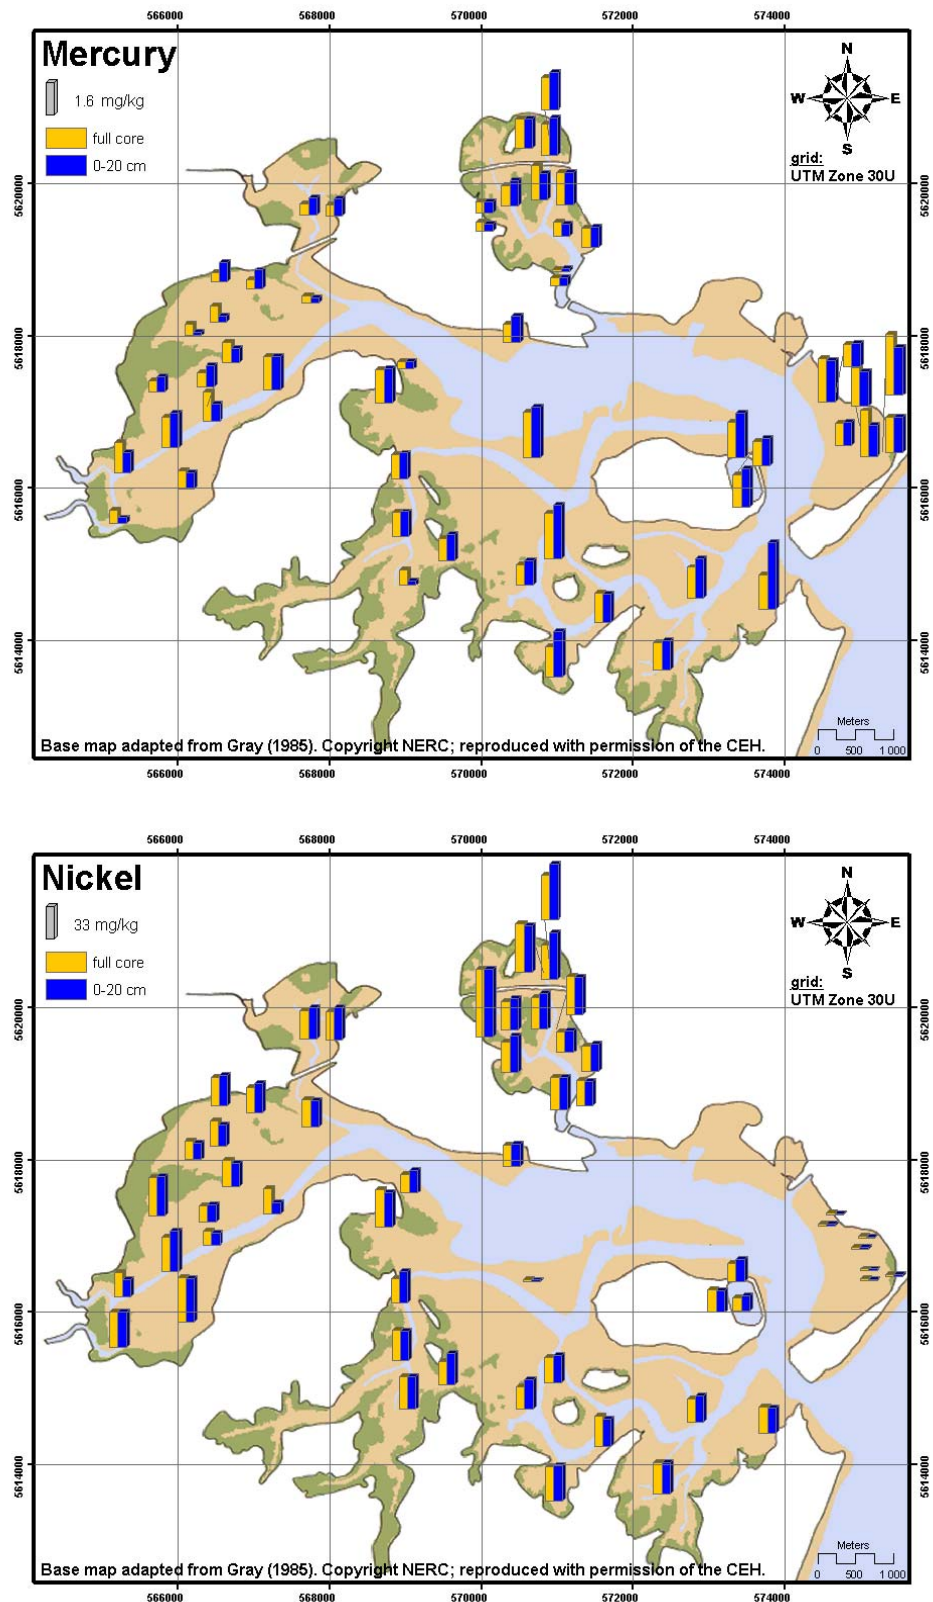 566000 568000 570000 572000 574000
Mercury
1.6 mg/kg
full core
0-20 cm
N
W E
S
grid:
UTM Zone 30U
5620000 5620000
5618000 5618000
5616000 5616000
5614000 5614000
Meters
0 500 1 000
Base map adapted from Gray (1985). Copyright NERC; reproduced with permission of the CEH.
566000 568000 570000 572000 574000
566000 568000 570000 572000 574000
Nickel
33 mg/kg
full core
0-20 cm
N
W E
S
grid:
UTM Zone 30U
5620000 5620000
5618000 5618000
5616000 5616000
5614000 5614000
Meters
0 500 1 000
Base map adapted from Gray (1985). Copyright NERC; reproduced with permission of the CEH.
566000 568000 570000 572000 574000